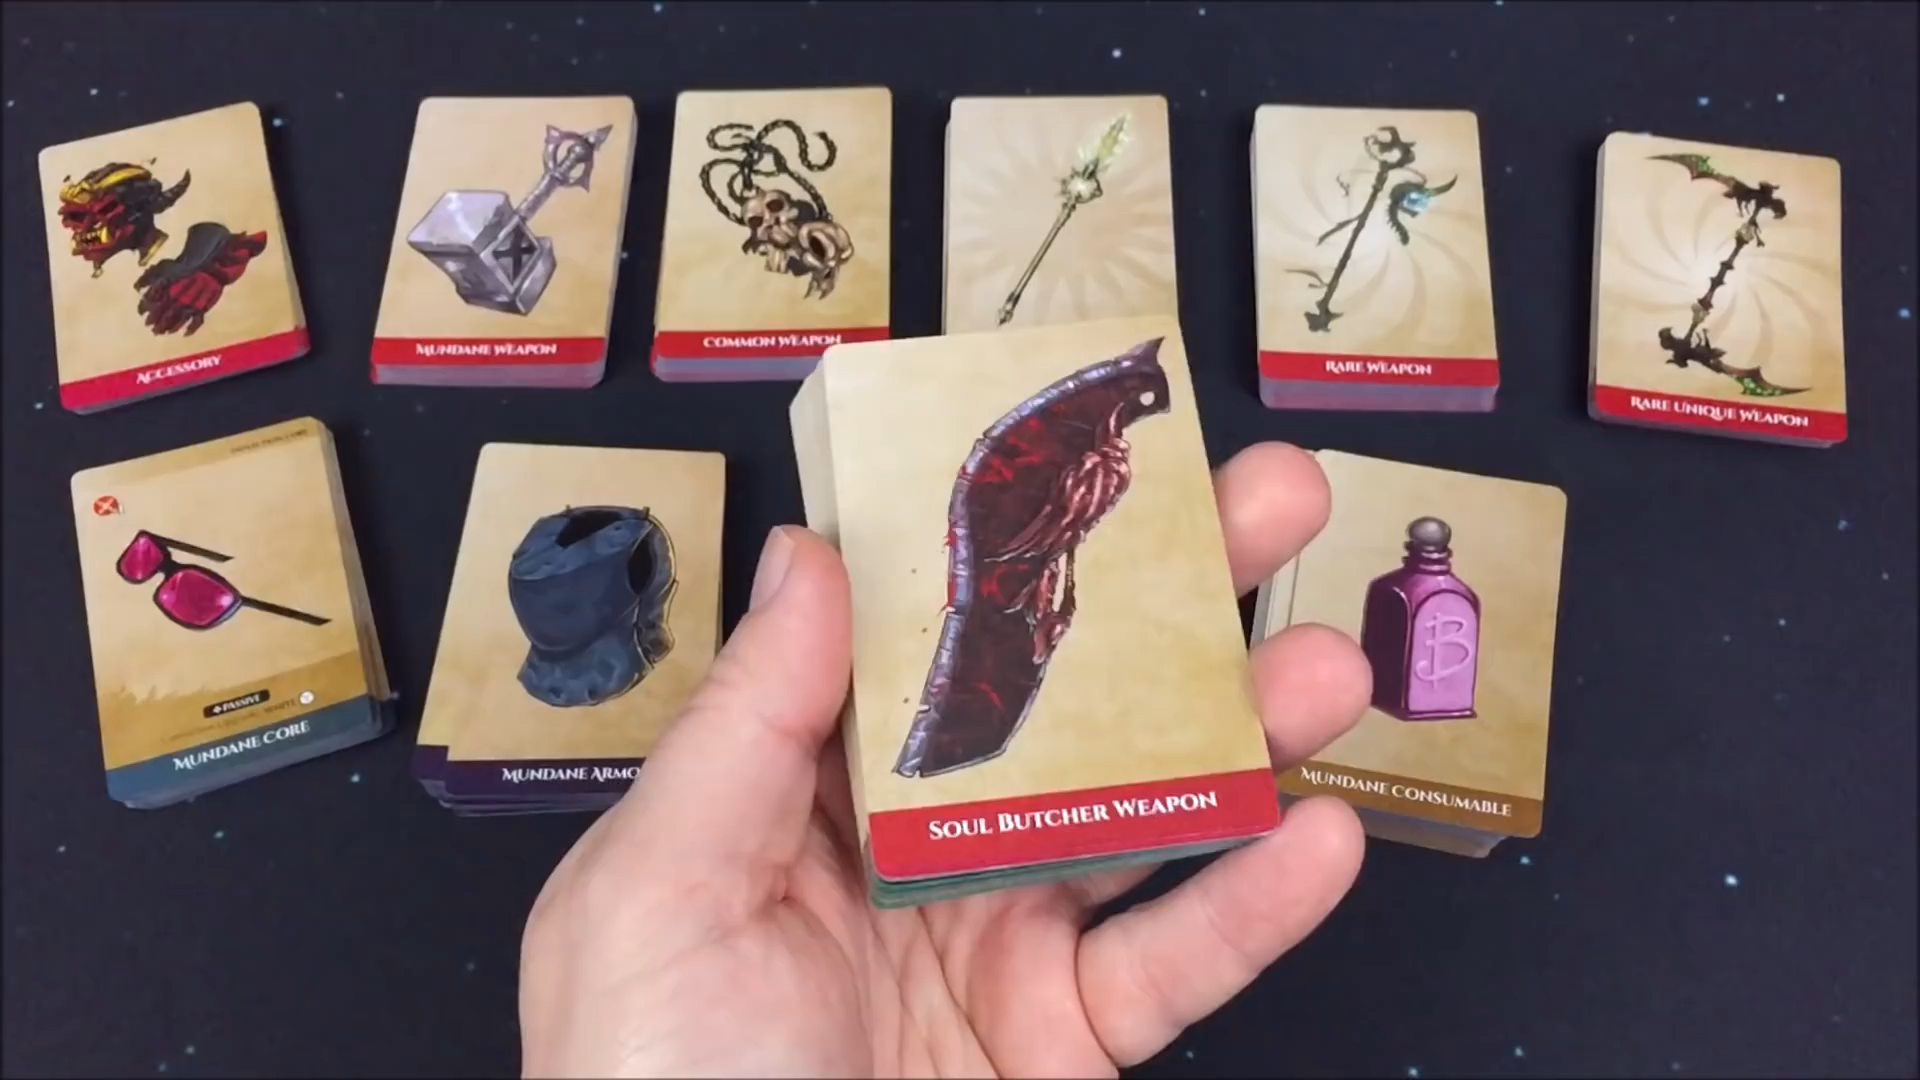 Accessory
Mundane Weapon
Common Weapon
Rare Weapon
Rare Unique Weapon
Passive
White
Mundane Core
Mundane Armo
Soul Butcher Weapon
B
Mundane Consumable